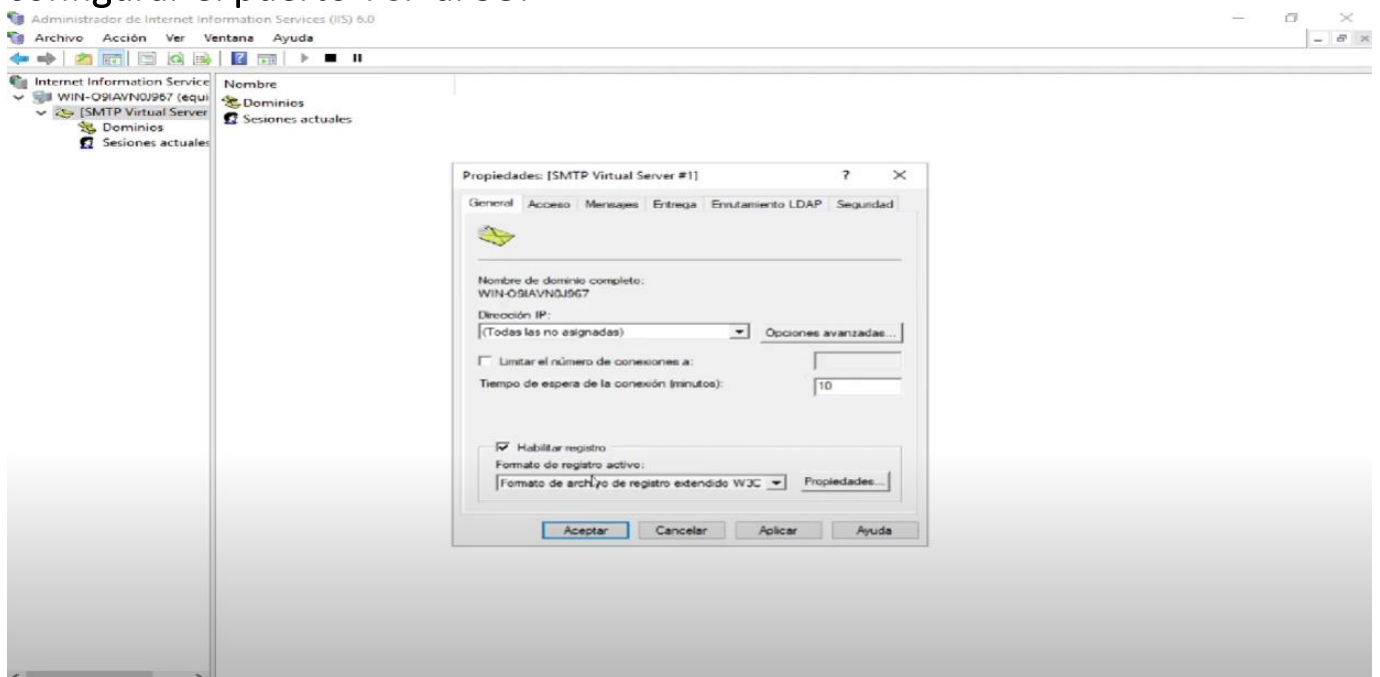 Administrador de Internet Information Services (IIS) 6.0
Archivo Acción Ver Ventana Ayuda
Internet Information Service
WIN-O9IAVN0J967 (equi
[SMTP Virtual Server
Dominios
Sesiones actuales
Nombre
Dominios
Sesiones actuales
Propiedades: [SMTP Virtual Server #1]
General Acceso Mensajes Entrega Enrutamiento LDAP Seguridad
Nombre de dominio completo:
WIN-O9IAVN0J967
Dirección IP:
(Todas las no asignadas) Opciones avanzadas...
Limitar el número de conexiones a:
Tiempo de espera de la conexión (minutos): 10
Habilitar registro
Formato de registro activo:
Formato de archivo de registro extendido W3C Propiedades...
Aceptar Cancelar Aplicar Ayuda